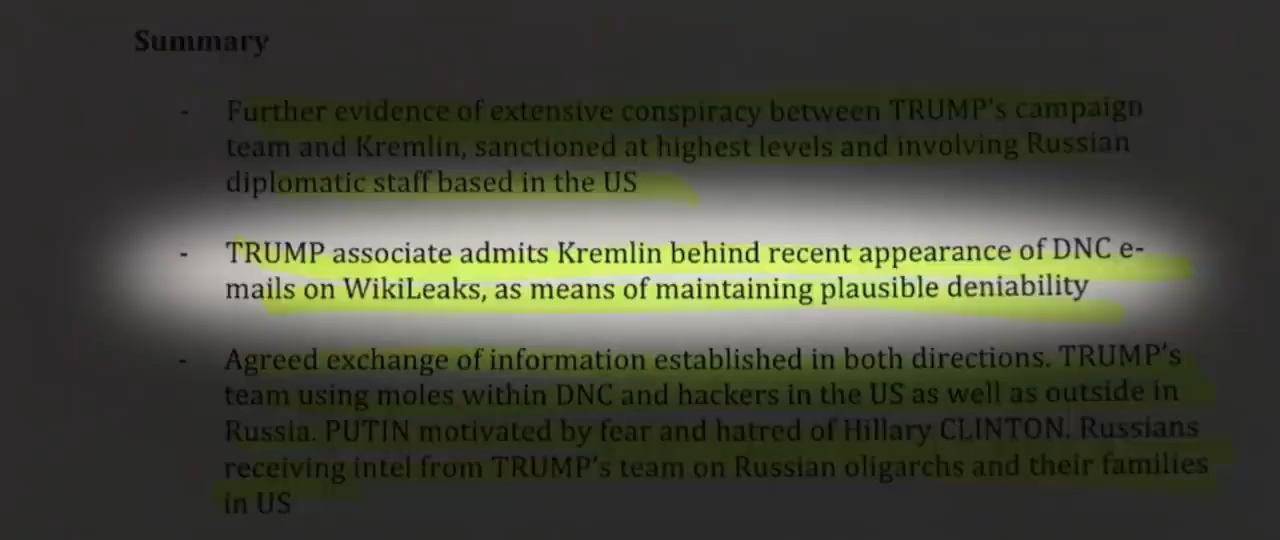 Summary
- Further evidence of extensive conspiracy between TRUMP's campaign
team and Kremlin, sanctioned at highest levels and involving Russian
diplomatic staff based in the US
- TRUMP associate admits Kremlin behind recent appearance of DNC e-
mails on WikiLeaks, as means of maintaining plausible deniability
- Agreed exchange of information established in both directions. TRUMP's
team using moles within DNC and hackers in the US as well as outside in
Russia. PUTIN motivated by fear and hatred of Hillary CLINTON. Russians
receiving intel from TRUMP's team on Russian oligarchs and their families
in US